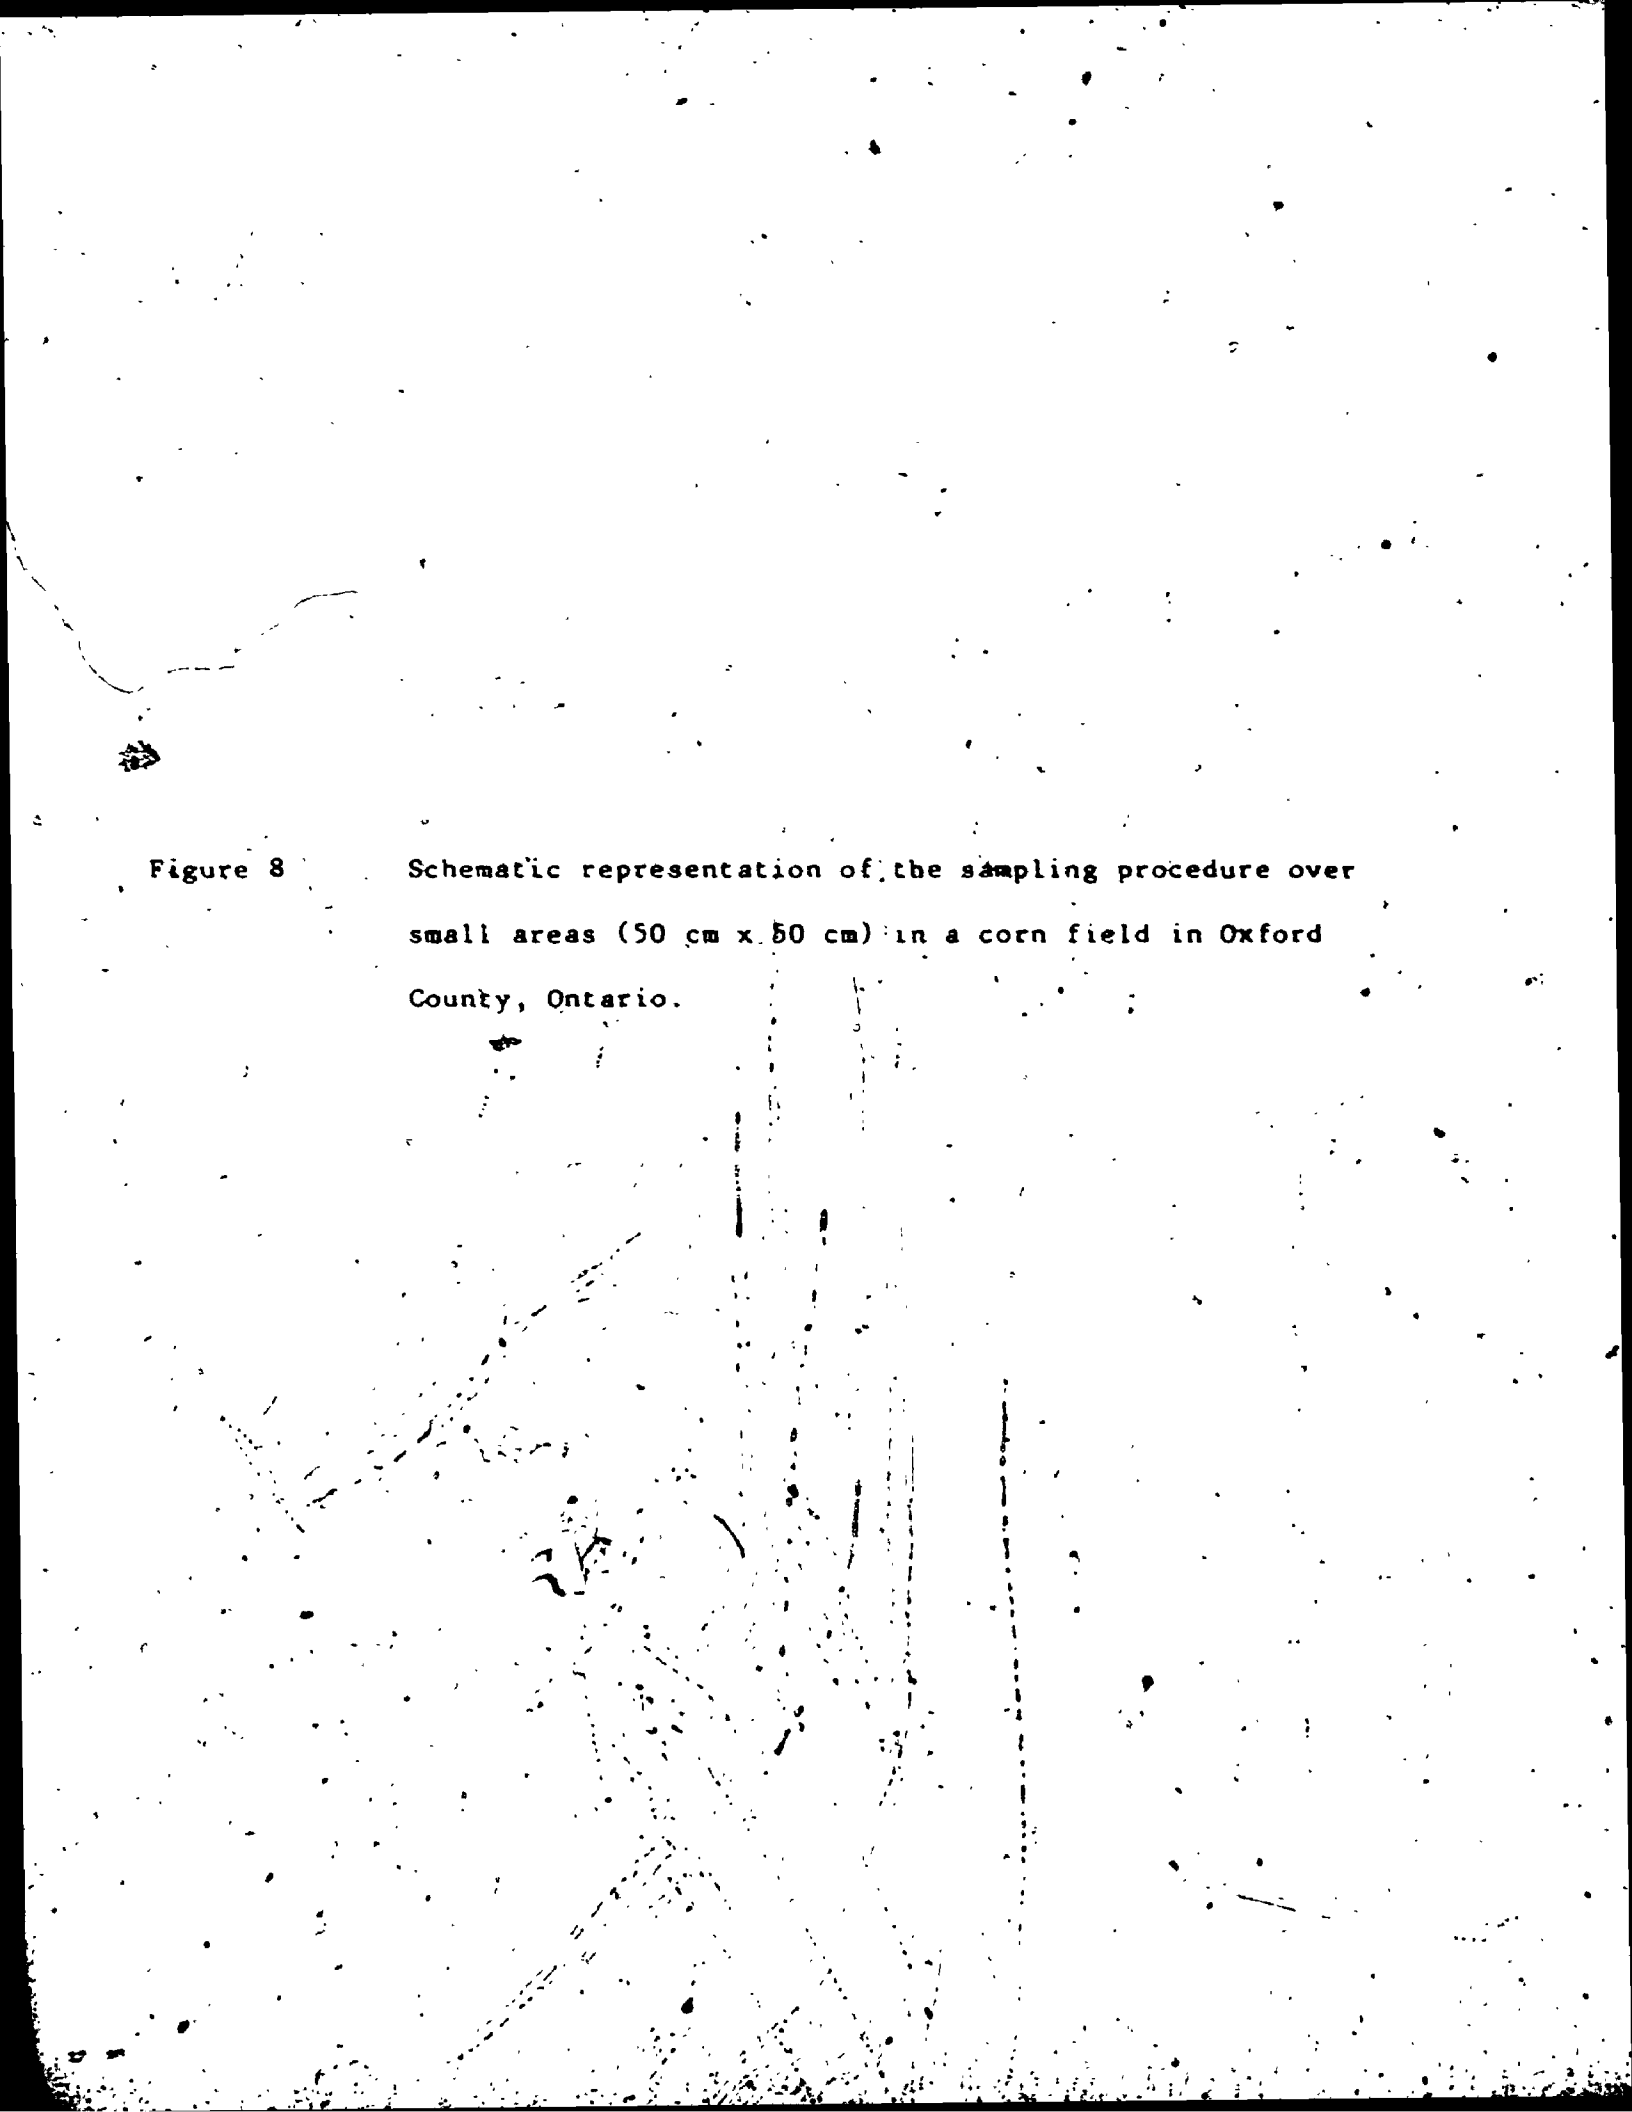 Figure 8 Schematic representation of the sampling procedure over
small areas (50 cm x 50 cm) in a corn field in Oxford
County, Ontario.